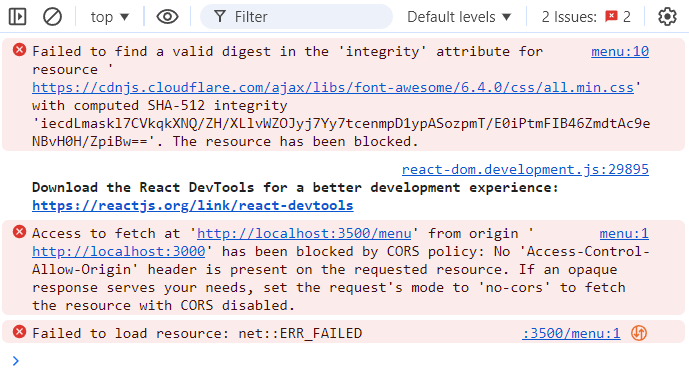 top ▼ Filter Default levels ▼ 2 Issues: 2
Failed to find a valid digest in the 'integrity' attribute for menu:10
resource '
https://cdnjs.cloudflare.com/ajax/libs/font-awesome/6.4.0/css/all.min.css'
with computed SHA-512 integrity
'iecdLmaskl7CVkqkXNQ/ZH/XLlvWZOJyj7Yy7tcenmpD1ypASozpmT/E0iPtmFIB46ZmdtAc9e
NBvH0H/ZpiBw=='. The resource has been blocked.
react-dom.development.js:29895
Download the React DevTools for a better development experience:
https://reactjs.org/link/react-devtools
Access to fetch at 'http://localhost:3500/menu' from origin ' menu:1
http://localhost:3000' has been blocked by CORS policy: No 'Access-Control-
Allow-Origin' header is present on the requested resource. If an opaque
response serves your needs, set the request's mode to 'no-cors' to fetch
the resource with CORS disabled.
Failed to load resource: net::ERR_FAILED :3500/menu:1